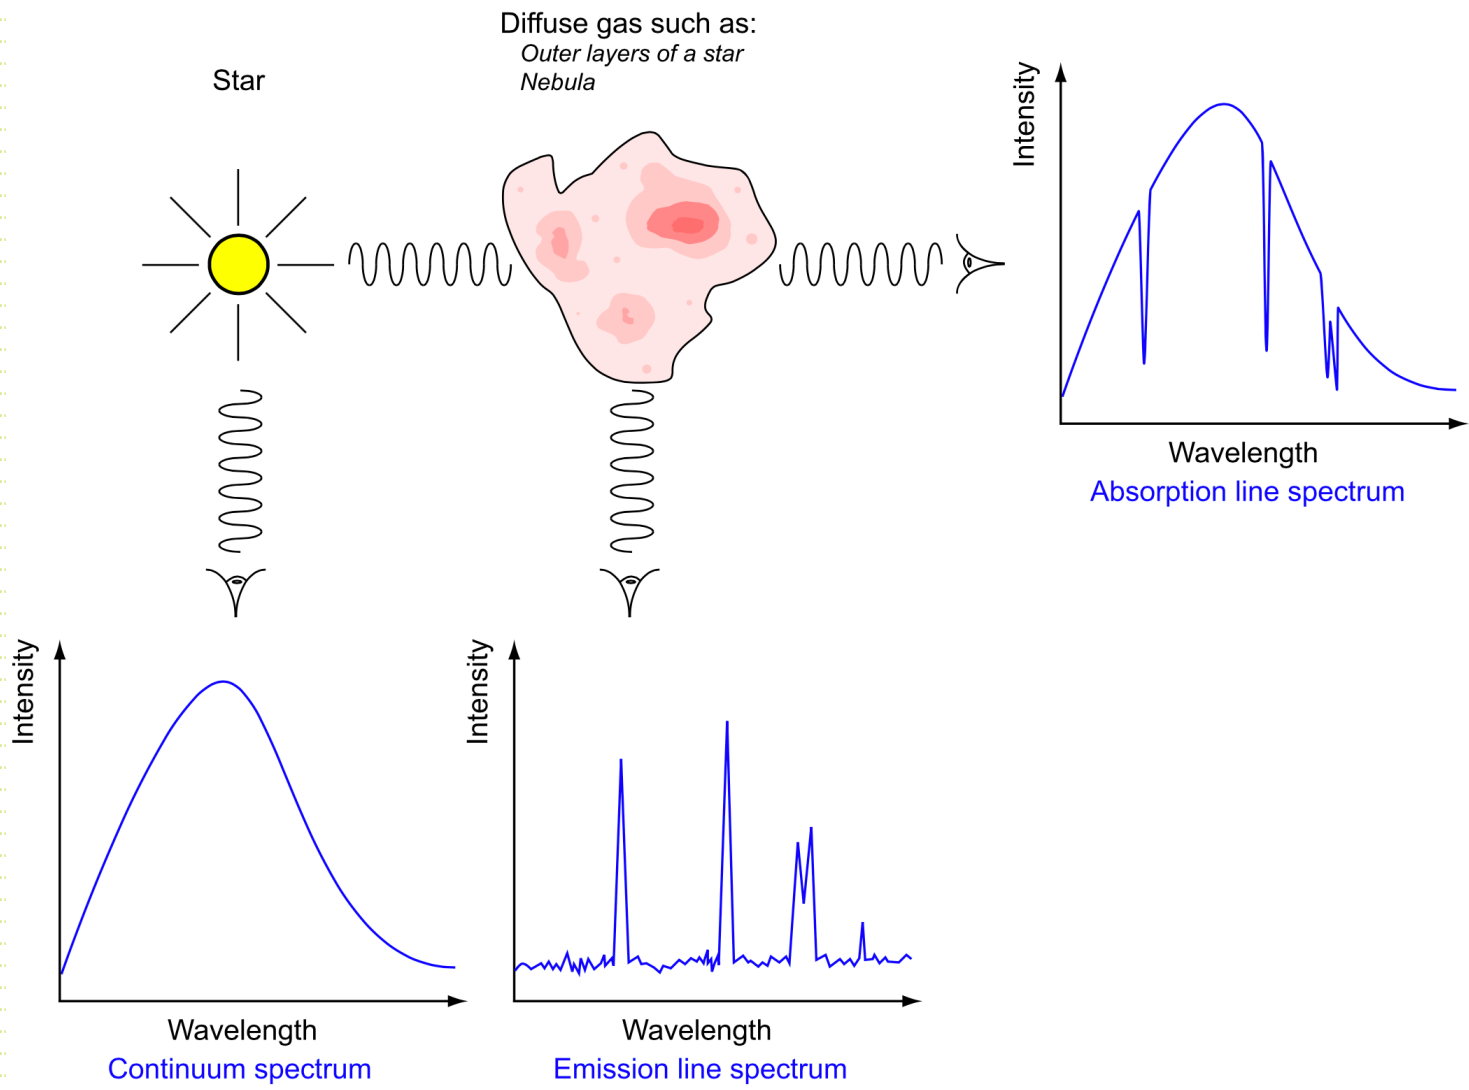 Diffuse gas such as:
Outer layers of a star
Nebula
Star
Intensity
Wavelength
Absorption line spectrum
Intensity
Wavelength
Continuum spectrum
Intensity
Wavelength
Emission line spectrum